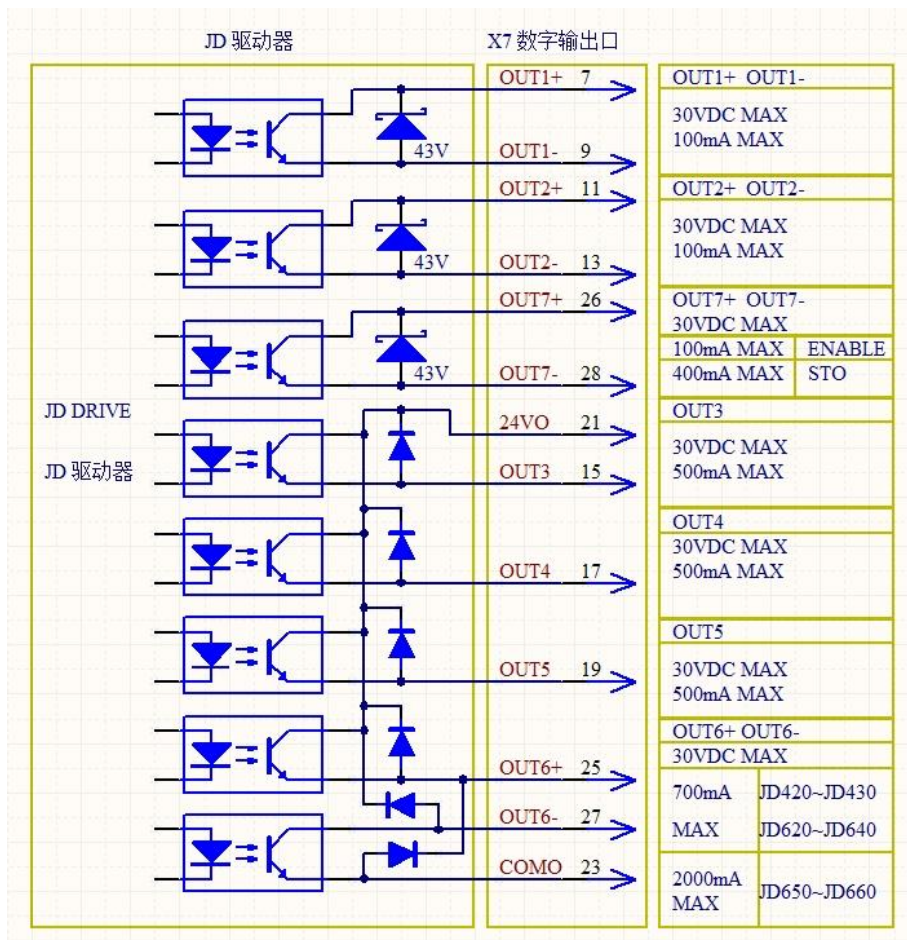 JD 驱动器
X7 数字输出口
OUT1+ 7
OUT1+ OUT1-
30VDC MAX
100mA MAX
43V
OUT1- 9
OUT2+ 11
OUT2+ OUT2-
30VDC MAX
100mA MAX
43V
OUT2- 13
OUT7+ 26
OUT7+ OUT7-
30VDC MAX
100mA MAX ENABLE
43V
OUT7- 28
400mA MAX STO
JD DRIVE
24VO 21
OUT3
30VDC MAX
JD 驱动器
OUT3 15
500mA MAX
OUT4
30VDC MAX
OUT4 17
500mA MAX
OUT5
OUT5 19
30VDC MAX
500mA MAX
OUT6+ OUT6-
30VDC MAX
OUT6+ 25
700mA JD420~JD430
OUT6- 27
MAX JD620~JD640
COMO 23
2000mA JD650~JD660
MAX